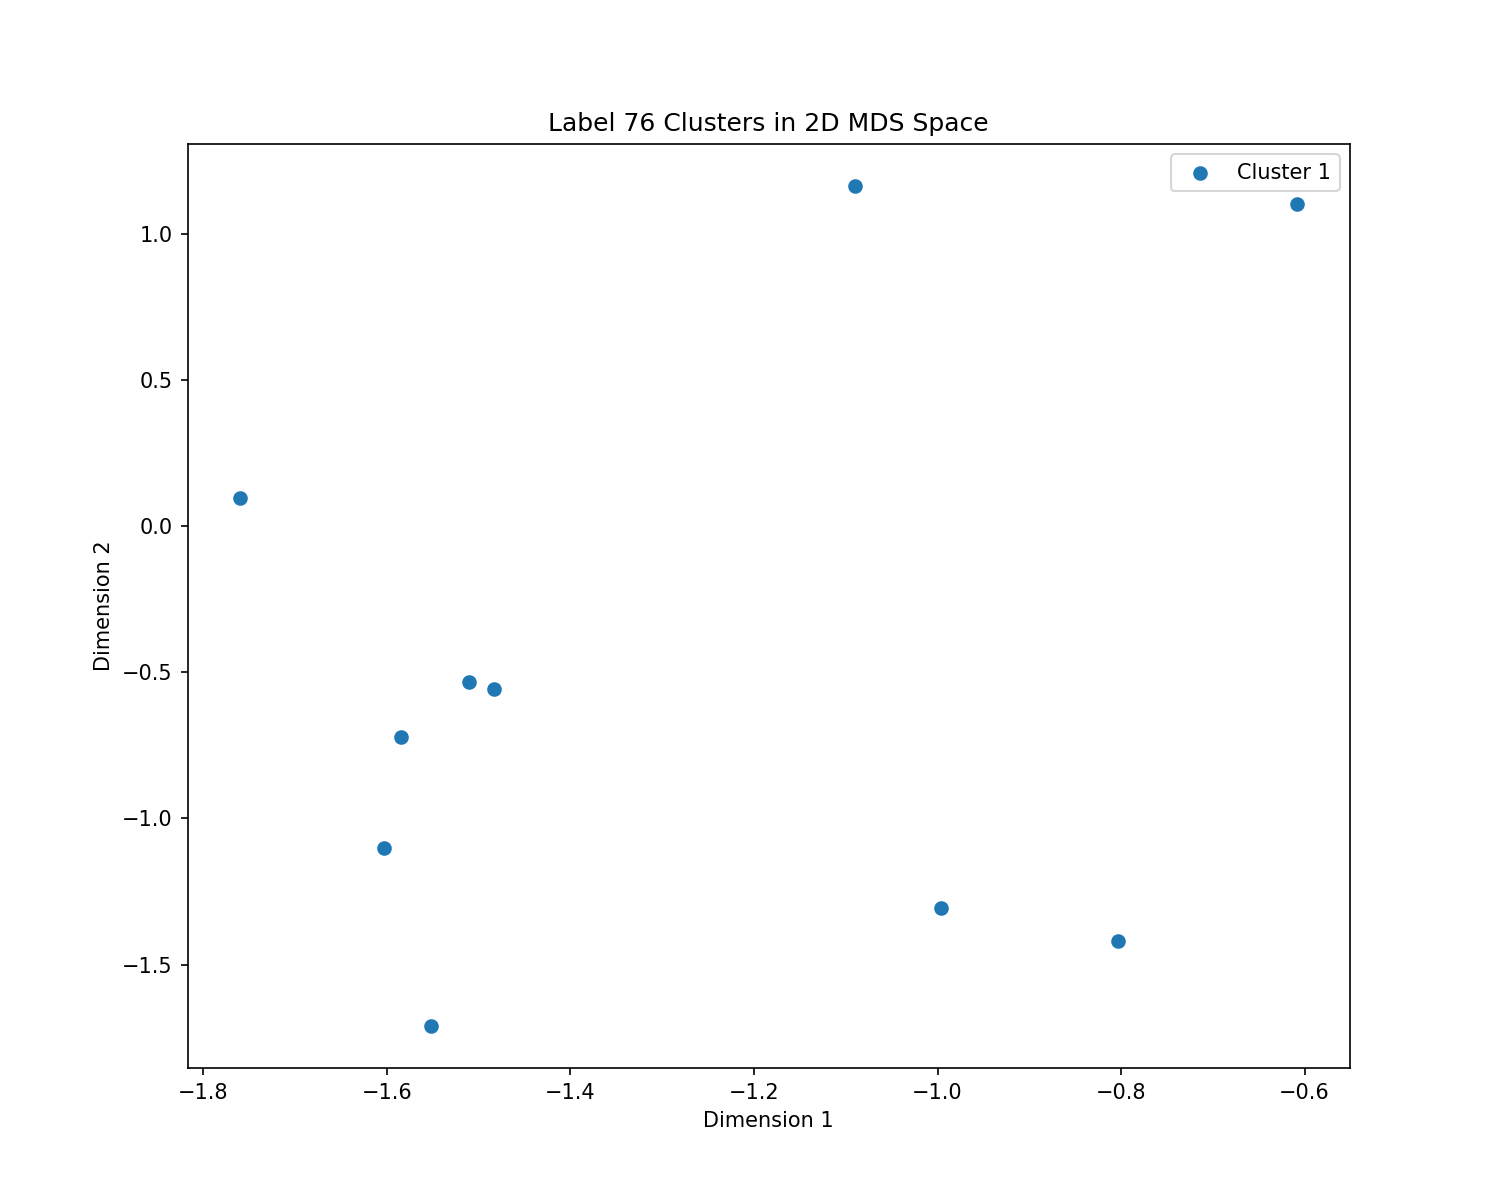 Label 76 Clusters in 2D MDS Space
Cluster 1
1.0
0.5
0.0
−0.5
−1.0
−1.5
Dimension 2
−1.8 −1.6 −1.4 −1.2 −1.0 −0.8 −0.6
Dimension 1